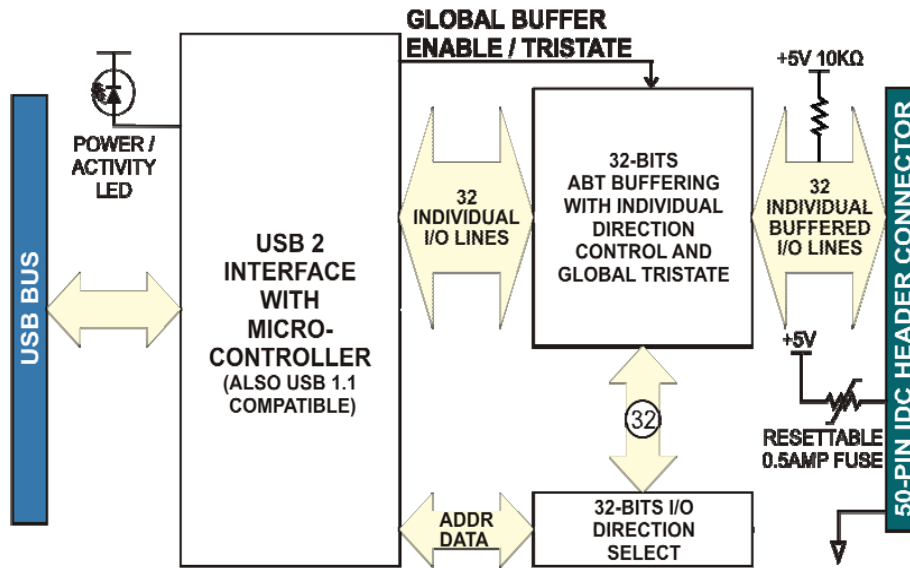 GLOBAL BUFFER
ENABLE / TRISTATE
+5V 10KΩ
POWER /
ACTIVITY
LED
USB BUS
USB 2
INTERFACE
WITH
MICRO-
CONTROLLER
(ALSO USB 1.1
COMPATIBLE)
32
INDIVIDUAL
I/O LINES
32-BITS
ABT BUFFERING
WITH INDIVIDUAL
DIRECTION
CONTROL AND
GLOBAL TRISTATE
32
INDIVIDUAL
BUFFERED
I/O LINES
50-PIN IDC HEADER CONNECTOR
+5V
RESETTABLE
0.5AMP FUSE
32
ADDR
DATA
32-BITS I/O
DIRECTION
SELECT